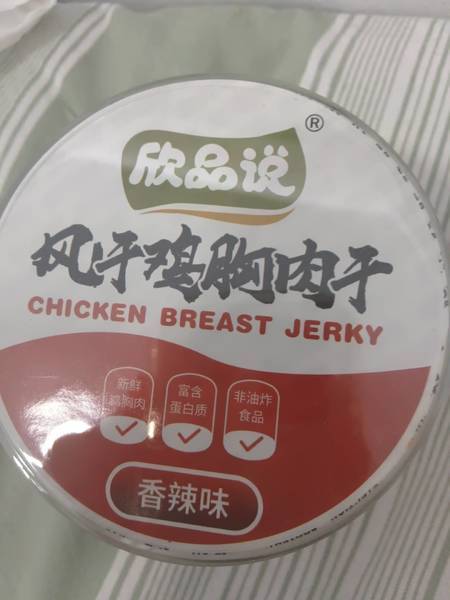 欣品说
®
风干鸡胸肉干
CHICKEN BREAST JERKY
新鲜
鸡胸肉
富含
蛋白质
非油炸
食品
香辣味